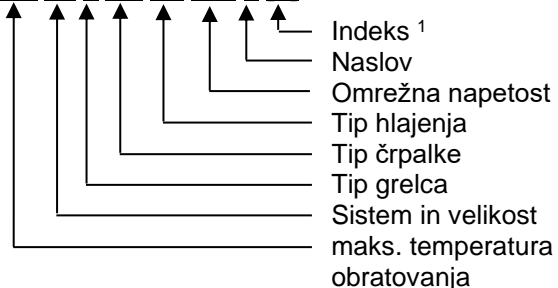 Indeks ¹
Naslov
Omrežna napetost
Tip hlajenja
Tip črpalke
Tip grelca
Sistem in velikost
maks. temperatura
obratovanja